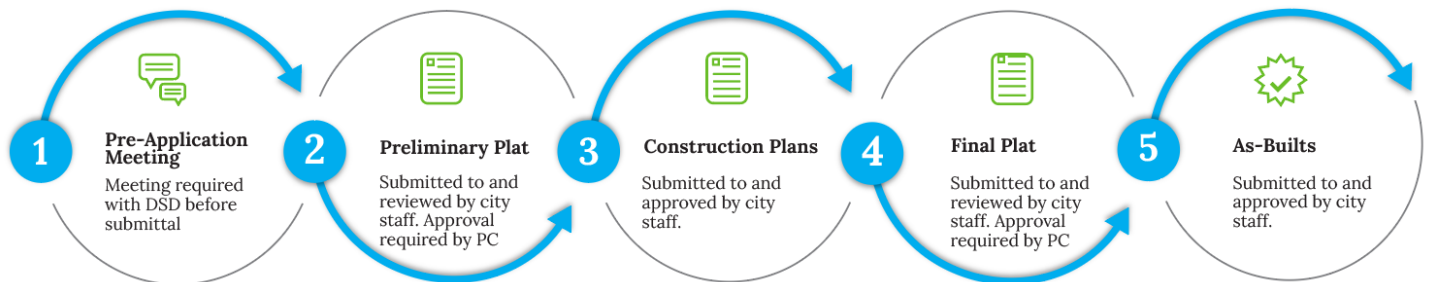 1
Pre-Application
Meeting
Meeting required
with DSD before
submittal
2
Preliminary Plat
Submitted to and
reviewed by city
staff. Approval
required by PC
3
Construction Plans
Submitted to and
approved by city
staff.
4
Final Plat
Submitted to and
reviewed by city
staff. Approval
required by PC
5
As-Builts
Submitted to and
approved by city
staff.